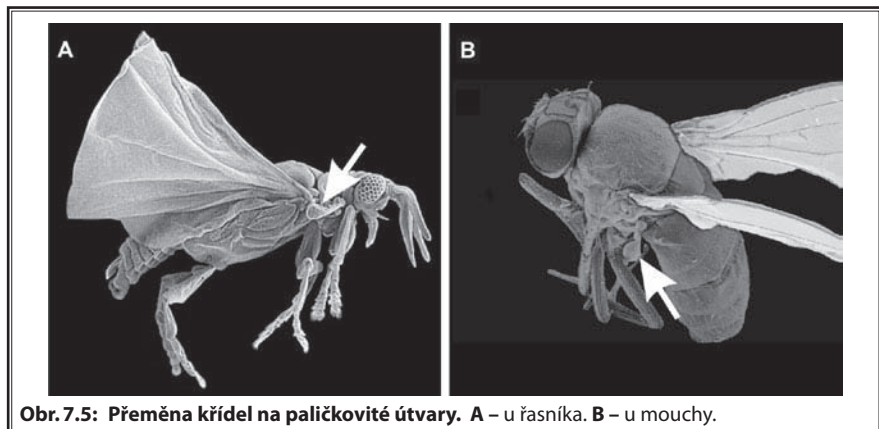 A
B
Obr. 7.5: Přeměna křídel na paličkovité útvary. A – u řasníka. B – u mouchy.